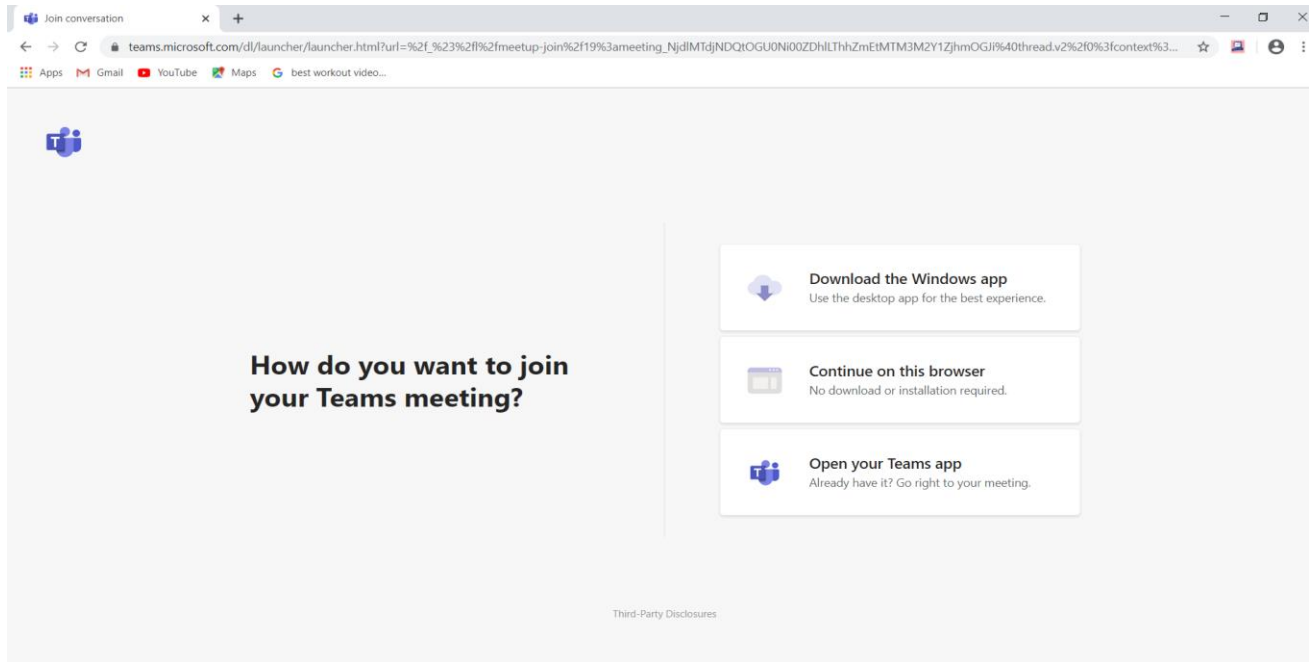 Join conversation
teams.microsoft.com/dl/launcher/launcher.html?url=%2f_%23%2fl%2fmeetup-join%2f19%3ameeting_NjdlMTdjNDQtOGU0Ni00ZDhlLThhZmEtMTM3M2Y1ZjhmOGJi%40thread.v2%2f0%3fcontext%3...
Apps Gmail YouTube Maps best workout video...
Download the Windows app
Use the desktop app for the best experience.
How do you want to join
your Teams meeting?
Continue on this browser
No download or installation required.
Open your Teams app
Already have it? Go right to your meeting.
Third-Party Disclosures